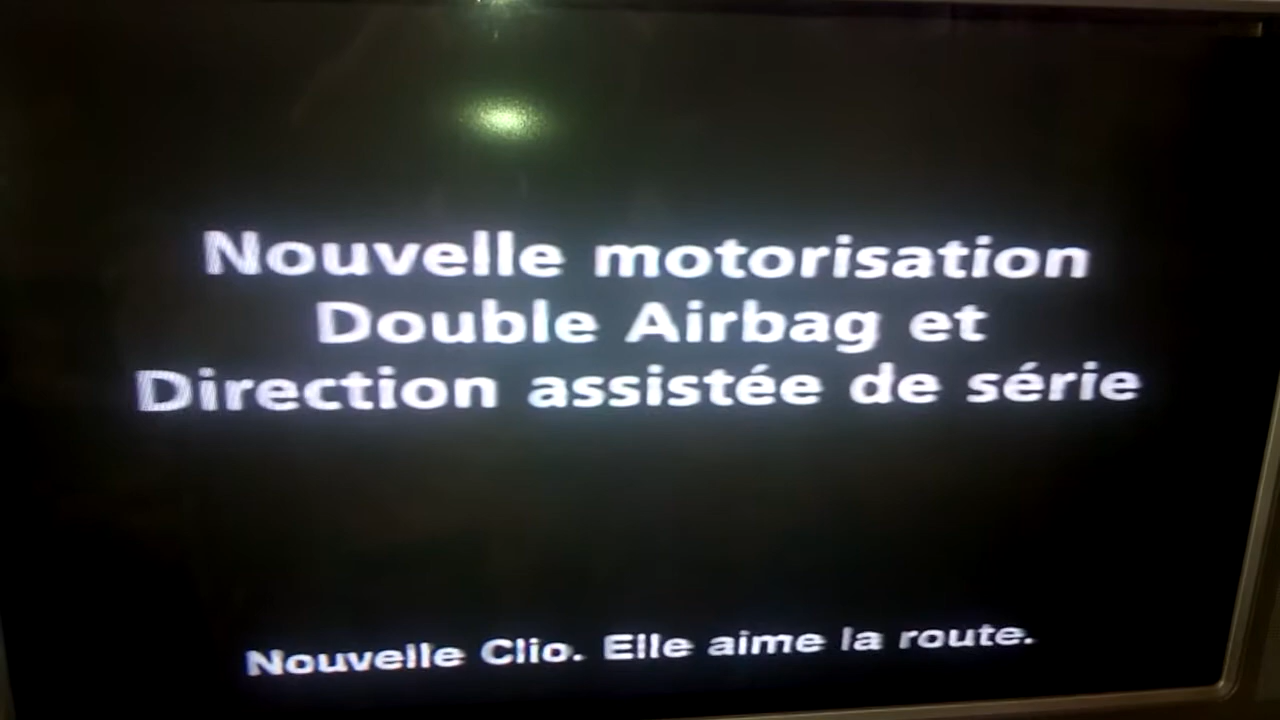 Nouvelle motorisation
Double Airbag et
Direction assistée de série
Nouvelle Clio. Elle aime la route.